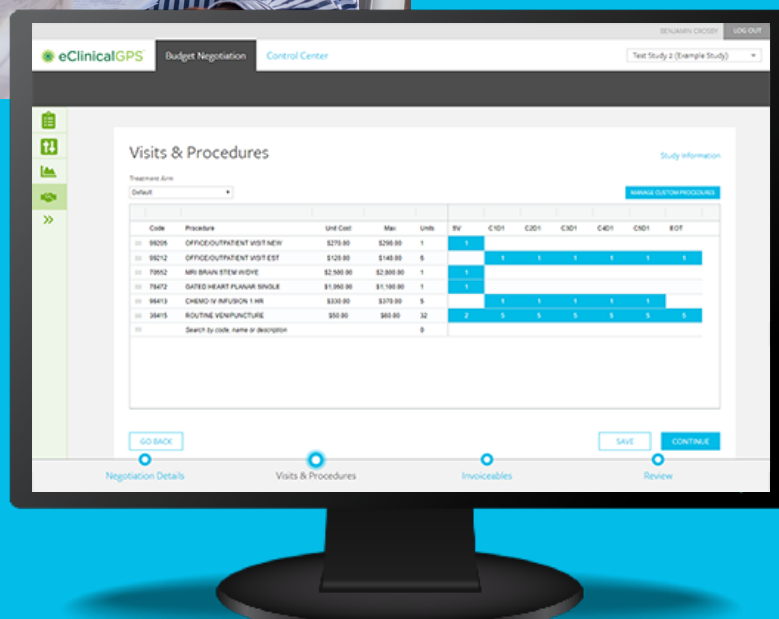 BENJAMIN CROSBY LOG OUT
eClinicalGPS Budget Negotiation Control Center Test Study 2 (Example Study)
Visits & Procedures
Study Information
Treatment Arm
Default
MANAGE CUSTOM PROCEDURES
Code Procedure Unit Cost Max Units SV C1D1 C2D1 C3D1 C4D1 C5D1 EOT
99205 OFFICE/OUTPATIENT VISIT NEW $270.00 $290.00 1 1
99212 OFFICE/OUTPATIENT VISIT EST $120.00 $140.00 6 1 1 1 1 1 1
70552 MRI BRAIN STEM W/DYE $2,500.00 $2,800.00 1 1
78472 GATED HEART PLANAR SINGLE $1,050.00 $1,100.00 1 1
96413 CHEMO IV INFUSION 1 HR $330.00 $370.00 5 1 1 1 1 1
36415 ROUTINE VENIPUNCTURE $50.00 $60.00 32 2 5 5 5 5 5 5
Search by code, name or description 0
GO BACK SAVE CONTINUE
Negotiation Details Visits & Procedures Invoiceables Review